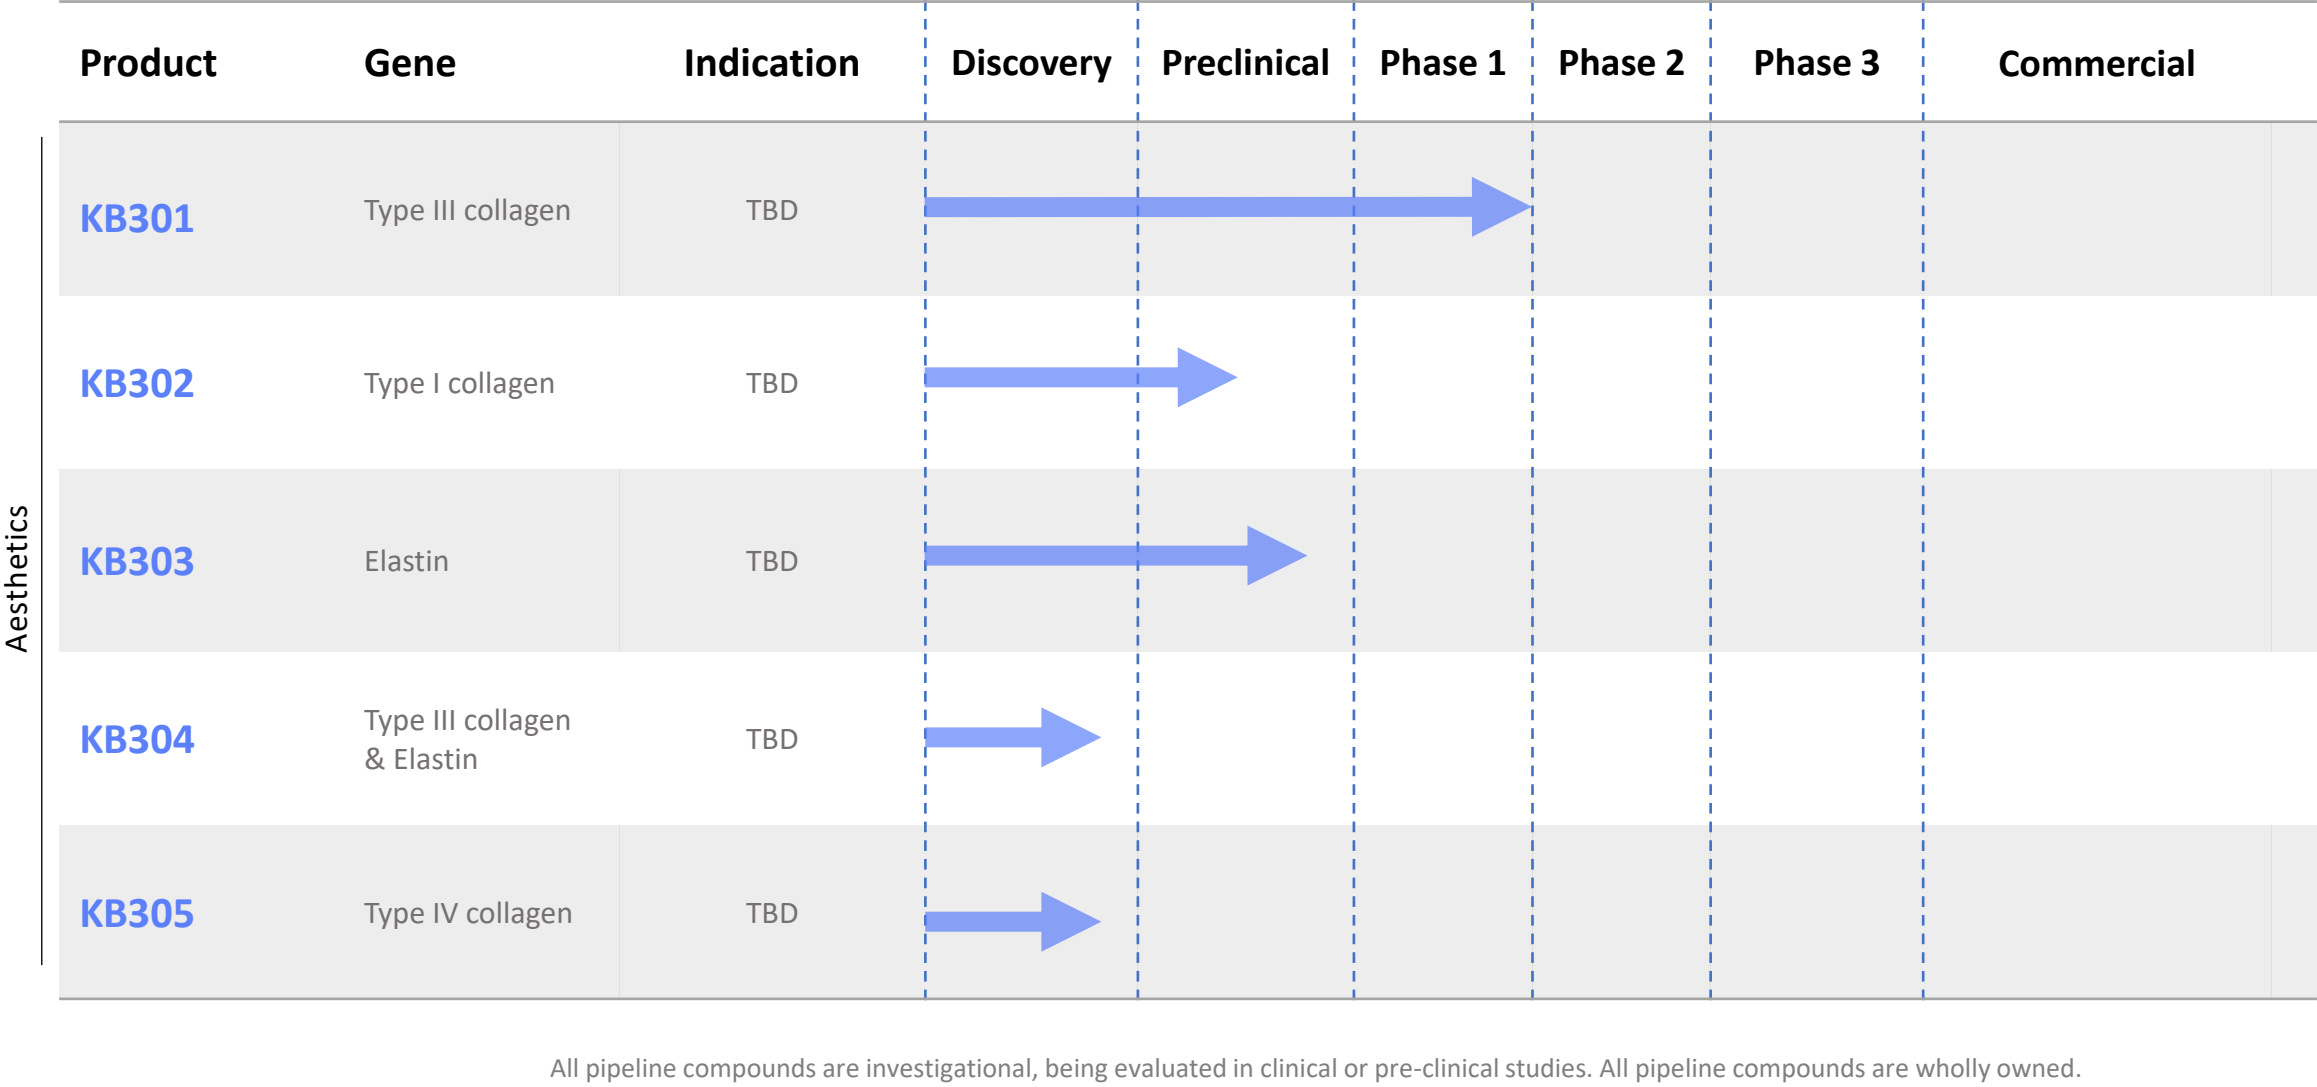 Product Gene Indication Discovery Preclinical Phase 1 Phase 2 Phase 3 Commercial
Aesthetics
KB301 Type III collagen TBD
KB302 Type I collagen TBD
KB303 Elastin TBD
KB304 Type III collagen & Elastin TBD
KB305 Type IV collagen TBD
All pipeline compounds are investigational, being evaluated in clinical or pre-clinical studies. All pipeline compounds are wholly owned.